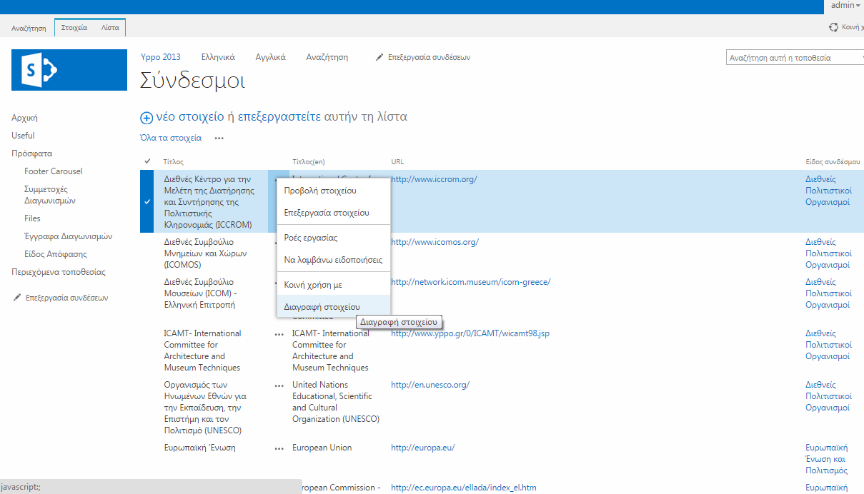 admin
Αναζήτηση Στοιχεία Λίστα
Κοινή
Yppo 2013 Ελληνικά Αγγλικά Αναζήτηση Επεξεργασία συνδέσεων
Αναζήτηση αυτή η τοποθεσία
S
Σύνδεσμοι
Αρχική
Useful
Πρόσφατα
Footer Carousel
Συμμετοχές
Διαγωνισμών
Files
Έγγραφα Διαγωνισμών
Είδος Απόφασης
Περιεχόμενα τοποθεσίας
Επεξεργασία συνδέσεων
νέο στοιχείο ή επεξεργαστείτε αυτήν τη λίστα
Όλα τα στοιχεία ...
Τίτλος Τίτλος(en) URL Είδος συνδέσμου
Διεθνές Κέντρο για την
Μελέτη της Διατήρησης
και Συντήρησης της
Πολιτιστικής
Κληρονομιάς (ICCROM)
http://www.iccrom.org/
Διεθνείς
Πολιτιστικοί
Οργανισμοί
Προβολή στοιχείου
Επεξεργασία στοιχείου
Ροές εργασίας
Να λαμβάνω ειδοποιήσεις
Κοινή χρήση με
Διαγραφή στοιχείου
Διαγραφή στοιχείου
Διεθνές Συμβούλιο
Μνημείων και Χώρων
(ICOMOS)
http://www.icomos.org/
Διεθνείς
Πολιτιστικοί
Οργανισμοί
Διεθνές Συμβούλιο
Μουσείων (ICOM) -
Ελληνική Επιτροπή
http://network.icom.museum/icom-greece/
Διεθνείς
Πολιτιστικοί
Οργανισμοί
ICAMT- International
Committee for
Architecture and
Museum Techniques
...
ICAMT- International
Committee for
Architecture and
Museum Techniques
http://www.yppo.gr/0/ICAMT/wicamt98.jsp
Διεθνείς
Πολιτιστικοί
Οργανισμοί
Οργανισμός των
Ηνωμένων Εθνών για
την Εκπαίδευση, την
Επιστήμη και τον
Πολιτισμό (UNESCO)
...
United Nations
Educational, Scientific
and Cultural
Organization (UNESCO)
http://en.unesco.org/
Διεθνείς
Πολιτιστικοί
Οργανισμοί
Ευρωπαϊκή Ένωση ... European Union http://europa.eu/
Ευρωπαϊκή
Ένωση και
Πολιτισμός
javascript:;
European Commission - http://ec.europa.eu/ellada/index_el.htm Ευρωπαϊκή